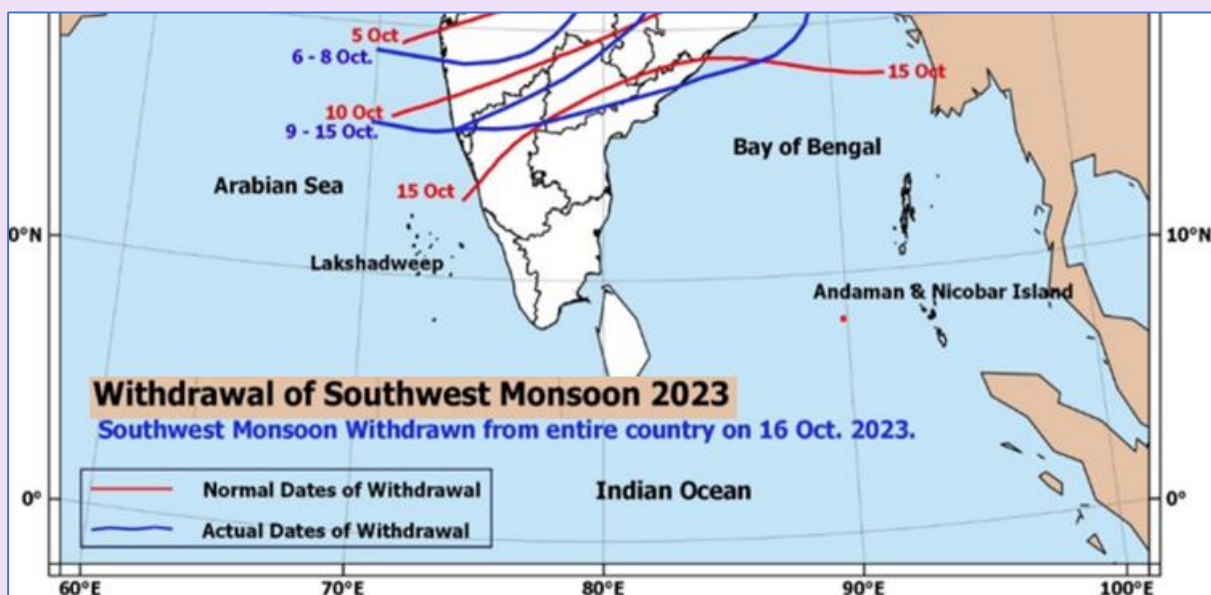 5 Oct
6 - 8 Oct.
10 Oct
9 - 15 Oct.
15 Oct
15 Oct
Bay of Bengal
Arabian Sea
0°N
10°N
Lakshadweep
Andaman & Nicobar Island
Withdrawal of Southwest Monsoon 2023
Southwest Monsoon Withdrawn from entire country on 16 Oct. 2023.
Normal Dates of Withdrawal
Indian Ocean
0°
0°
Actual Dates of Withdrawal
60°E 70°E 80°E 90°E 100°E